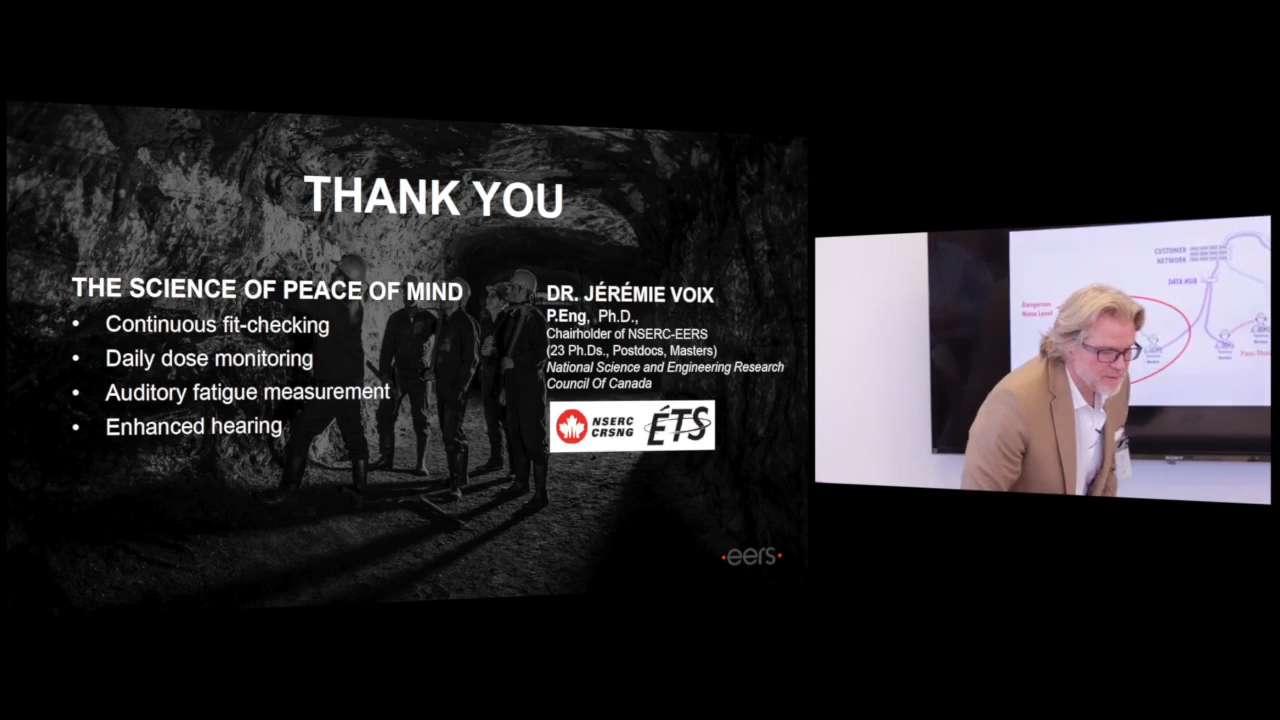 THANK YOU
THE SCIENCE OF PEACE OF MIND
• Continuous fit-checking
• Daily dose monitoring
• Auditory fatigue measurement
• Enhanced hearing
DR. JÉRÉMIE VOIX
P.Eng, Ph.D.,
Chairholder of NSERC-EERS
(23 Ph.Ds., Postdocs, Masters)
National Science and Engineering Research
Council Of Canada
NSERC
CRSNG
ÉTS
eers
CUSTOMER
NETWORK
DATA HUB
Dangerous
Noise Level
SONY